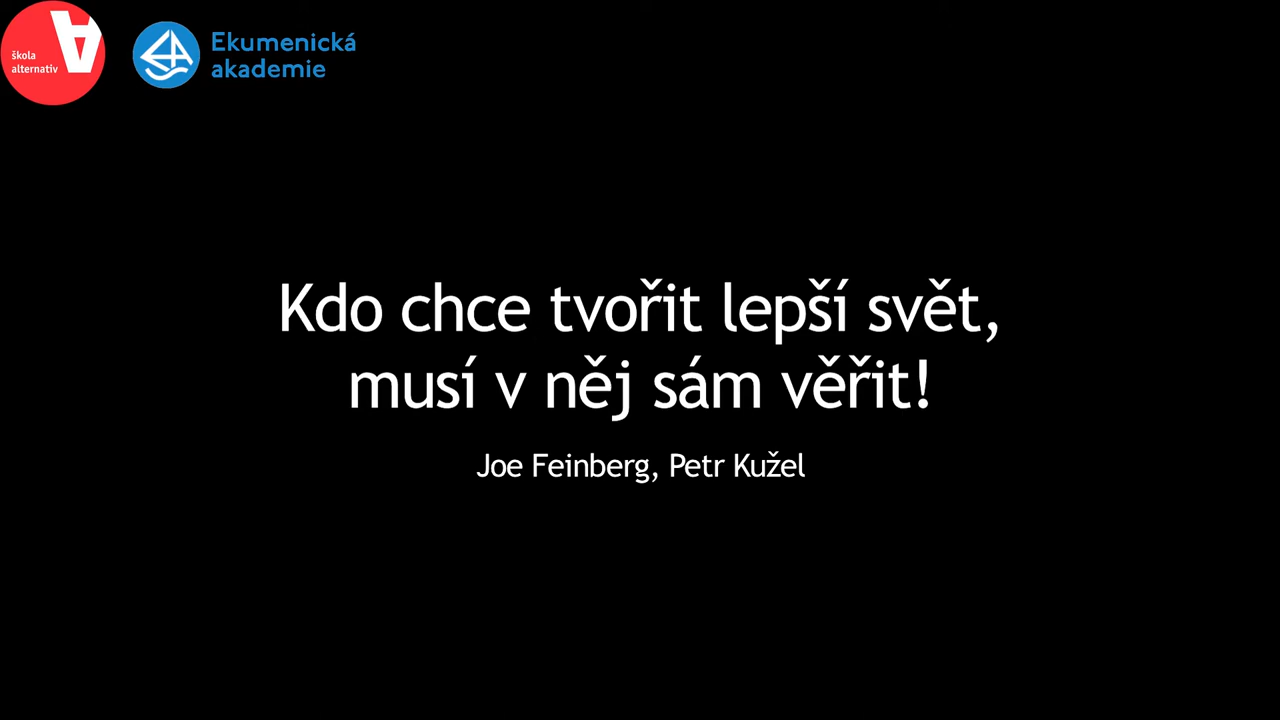 škola
alternativ
Ekumenická
akademie
Kdo chce tvořit lepší svět,
musí v něj sám věřit!
Joe Feinberg, Petr Kužel